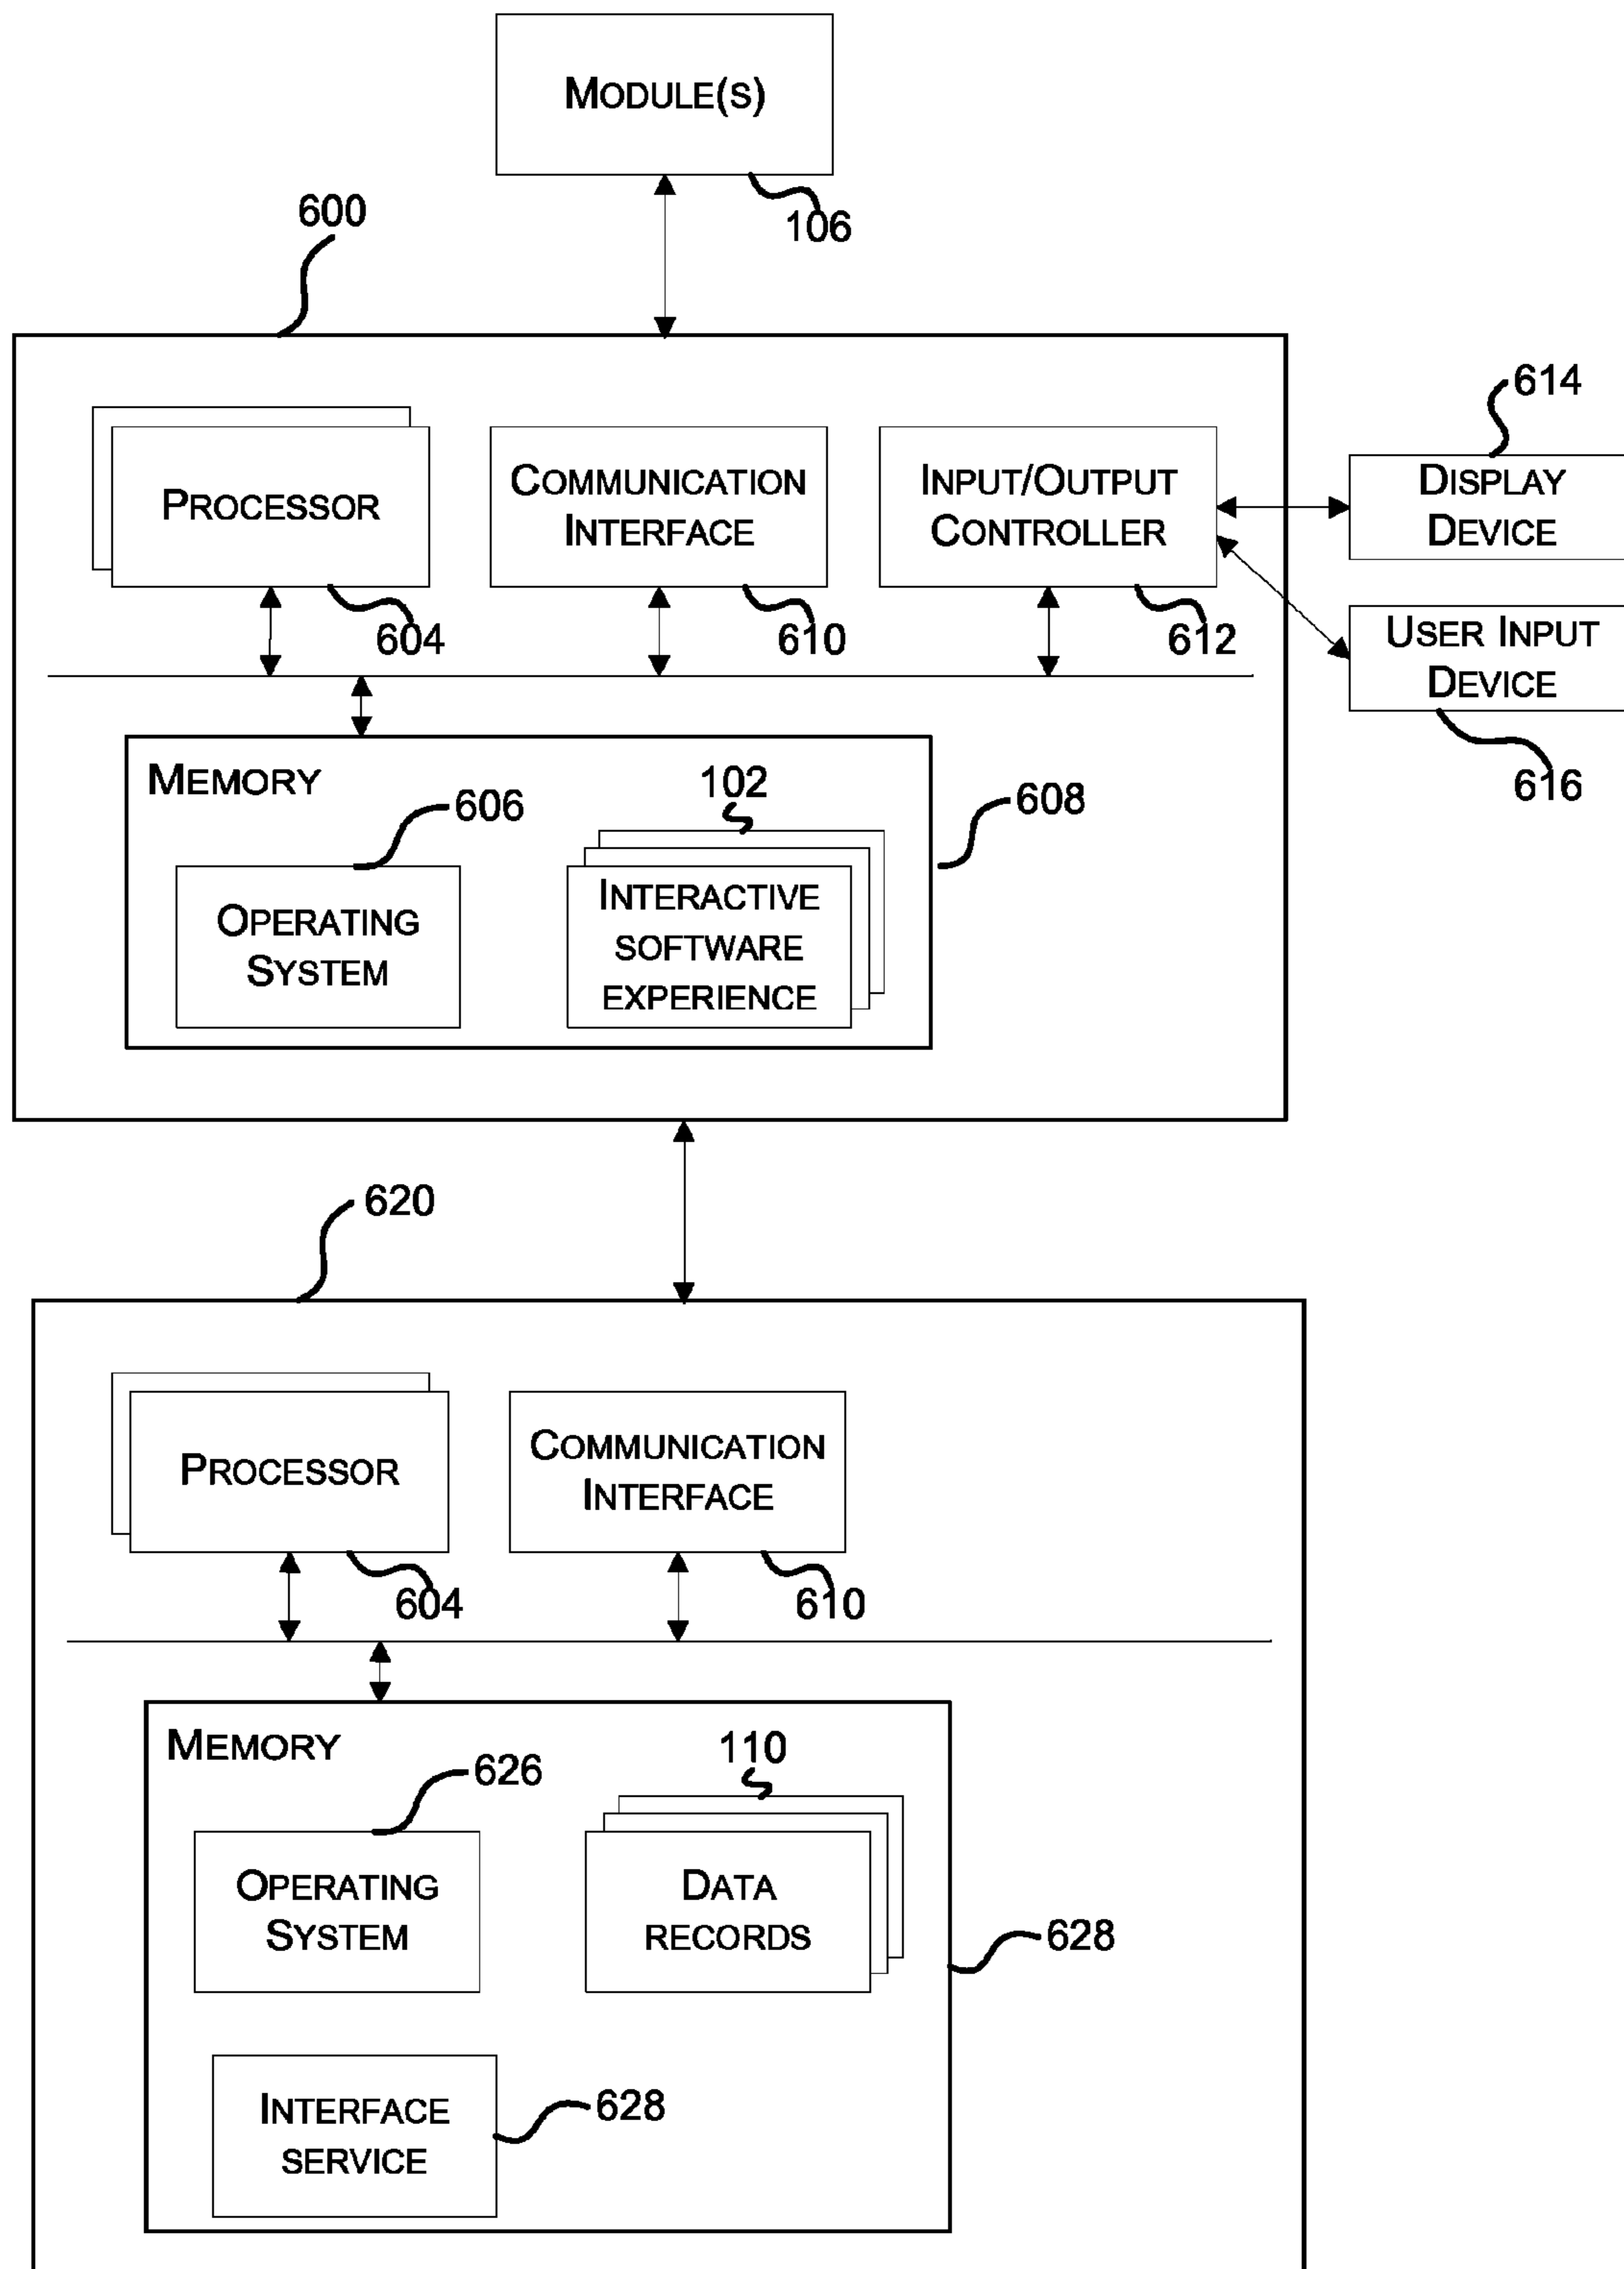 MODULE(S)
106
600
614
PROCESSOR
COMMUNICATION
INTERFACE
INPUT/OUTPUT
CONTROLLER
DISPLAY
DEVICE
604
610
612
USER INPUT
DEVICE
616
MEMORY
606
102
608
OPERATING
SYSTEM
INTERACTIVE
SOFTWARE
EXPERIENCE
620
PROCESSOR
COMMUNICATION
INTERFACE
604
610
MEMORY
626
110
OPERATING
SYSTEM
DATA
RECORDS
628
INTERFACE
SERVICE
628